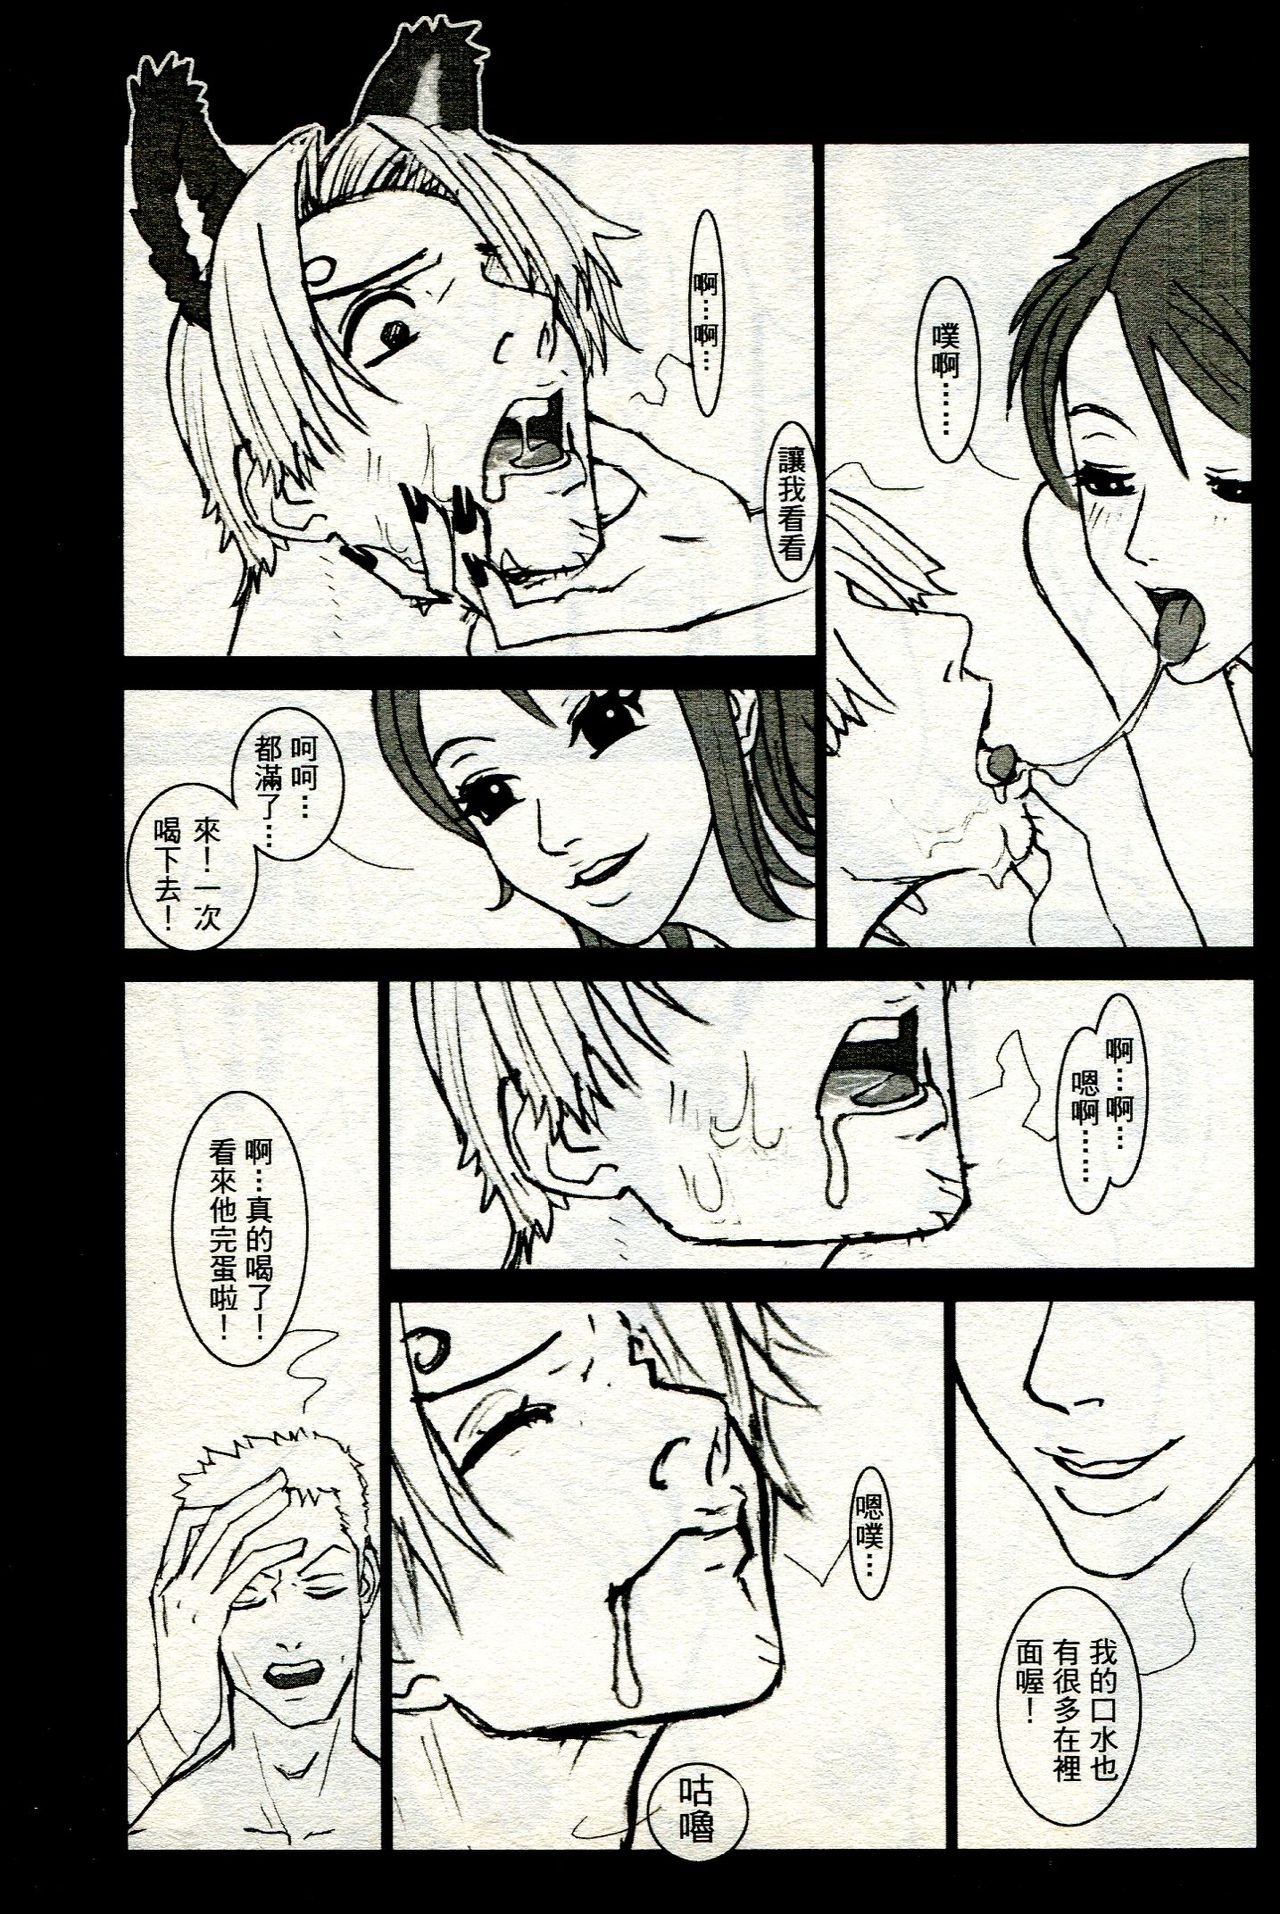 噗啊……
啊…啊…
讓我看看
呵呵…
都滿了…
來！一次
喝下去！
啊…啊…
嗯啊……
我的口水也
有很多在裡
面喔！
嗯噗…
咕嚕
啊…真的喝了！
看來他完蛋啦！